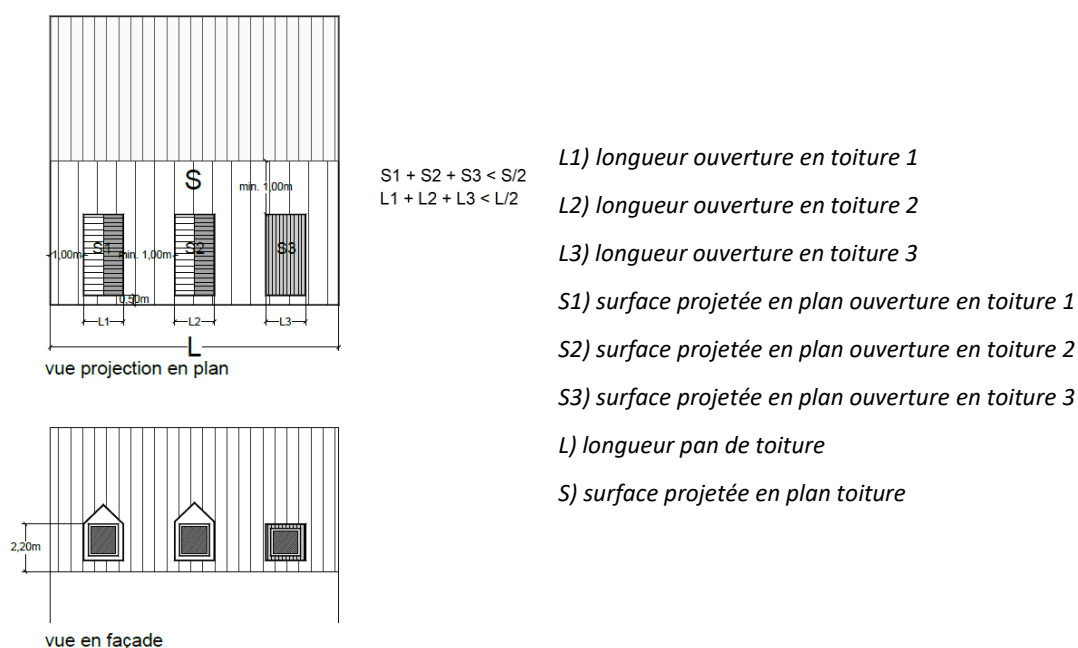 S
min. 1,00m
1,00m
S1
min. 1,00m
S2
S3
0,50m
L1
L2
L3
L
vue projection en plan
S1 + S2 + S3 < S/2
L1 + L2 + L3 < L/2
L1) longueur ouverture en toiture 1
L2) longueur ouverture en toiture 2
L3) longueur ouverture en toiture 3
S1) surface projetée en plan ouverture en toiture 1
S2) surface projetée en plan ouverture en toiture 2
S3) surface projetée en plan ouverture en toiture 3
L) longueur pan de toiture
S) surface projetée en plan toiture
2,20m
vue en façade